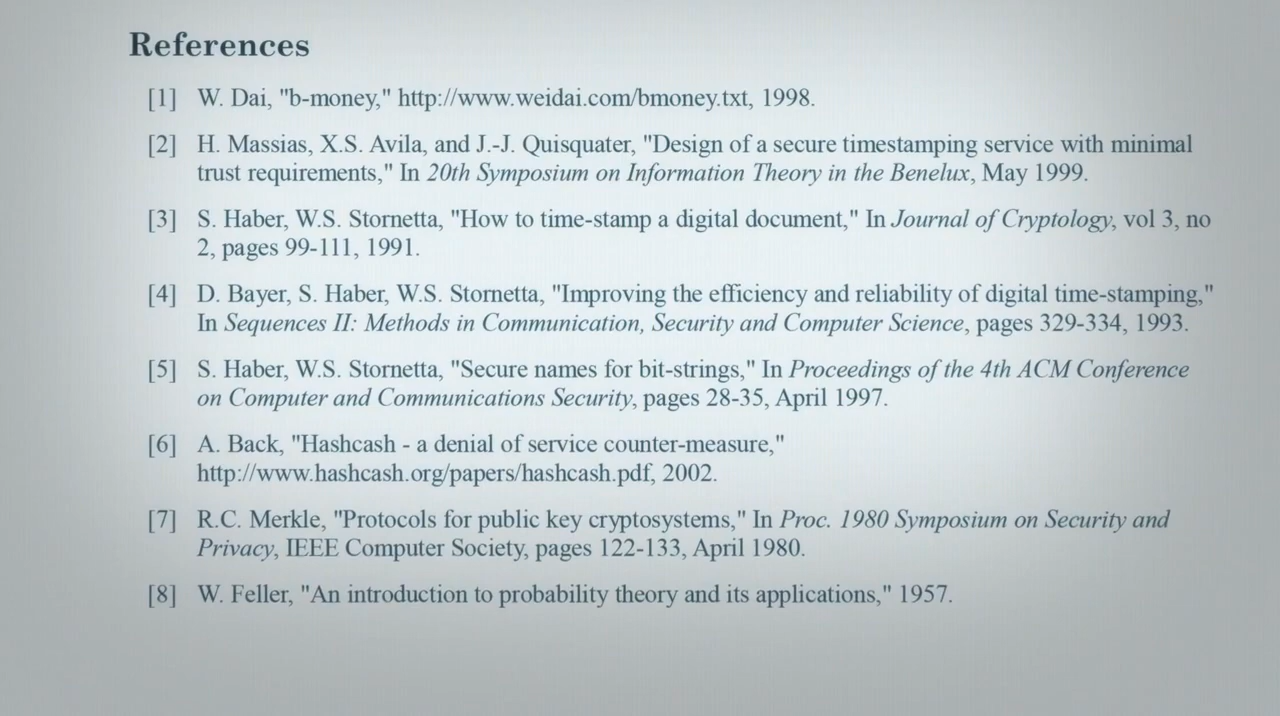 References
[1] W. Dai, "b-money," http://www.weidai.com/bmoney.txt, 1998.
[2] H. Massias, X.S. Avila, and J.-J. Quisquater, "Design of a secure timestamping service with minimal
trust requirements," In 20th Symposium on Information Theory in the Benelux, May 1999.
[3] S. Haber, W.S. Stornetta, "How to time-stamp a digital document," In Journal of Cryptology, vol 3, no
2, pages 99-111, 1991.
[4] D. Bayer, S. Haber, W.S. Stornetta, "Improving the efficiency and reliability of digital time-stamping,"
In Sequences II: Methods in Communication, Security and Computer Science, pages 329-334, 1993.
[5] S. Haber, W.S. Stornetta, "Secure names for bit-strings," In Proceedings of the 4th ACM Conference
on Computer and Communications Security, pages 28-35, April 1997.
[6] A. Back, "Hashcash - a denial of service counter-measure,"
http://www.hashcash.org/papers/hashcash.pdf, 2002.
[7] R.C. Merkle, "Protocols for public key cryptosystems," In Proc. 1980 Symposium on Security and
Privacy, IEEE Computer Society, pages 122-133, April 1980.
[8] W. Feller, "An introduction to probability theory and its applications," 1957.